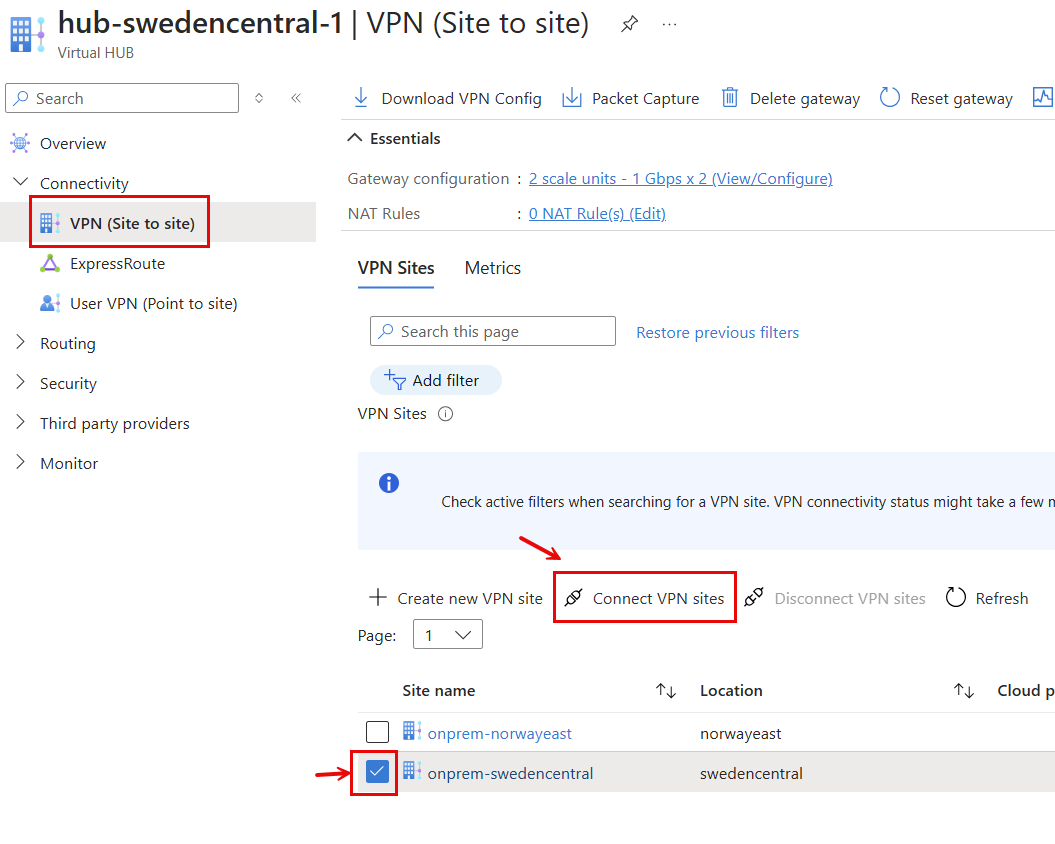 hub-swedencentral-1 | VPN (Site to site) ...
Virtual HUB
Search
Overview
Connectivity
VPN (Site to site)
ExpressRoute
User VPN (Point to site)
Routing
Security
Third party providers
Monitor
Download VPN Config Packet Capture Delete gateway Reset gateway
Essentials
Gateway configuration : 2 scale units - 1 Gbps x 2 (View/Configure)
NAT Rules : 0 NAT Rule(s) (Edit)
VPN Sites Metrics
Search this page Restore previous filters
Add filter
VPN Sites
Check active filters when searching for a VPN site. VPN connectivity status might take a few
Create new VPN site Connect VPN sites Disconnect VPN sites Refresh
Page: 1
Site name Location Cloud p
onprem-norwayeast norwayeast
onprem-swedencentral swedencentral